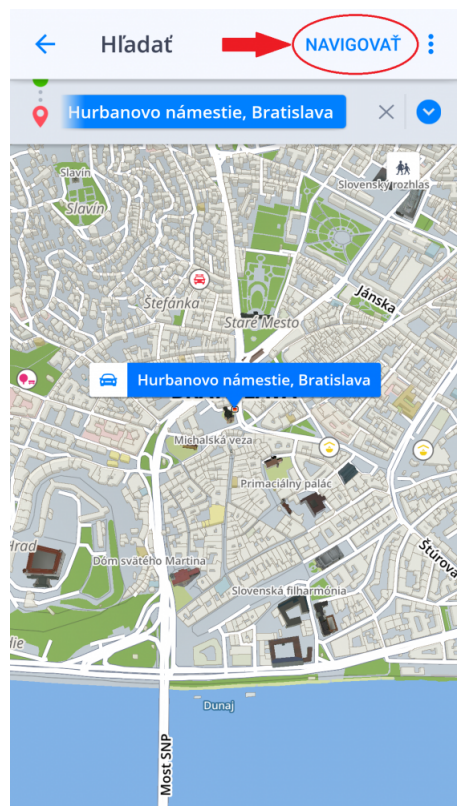 Hľadať
NAVIGOVAŤ
Hurbanovo námestie, Bratislava
Slavín
Slavín
Slovenský rozhlas
Jánska
Štefánka
Staré Mesto
Hurbanovo námestie, Bratislava
Michalská veža
Primaciálny palác
Hrad
Dóm svätého Martina
Štúrova
Slovenská filharmónia
Dunaj
Most SNP